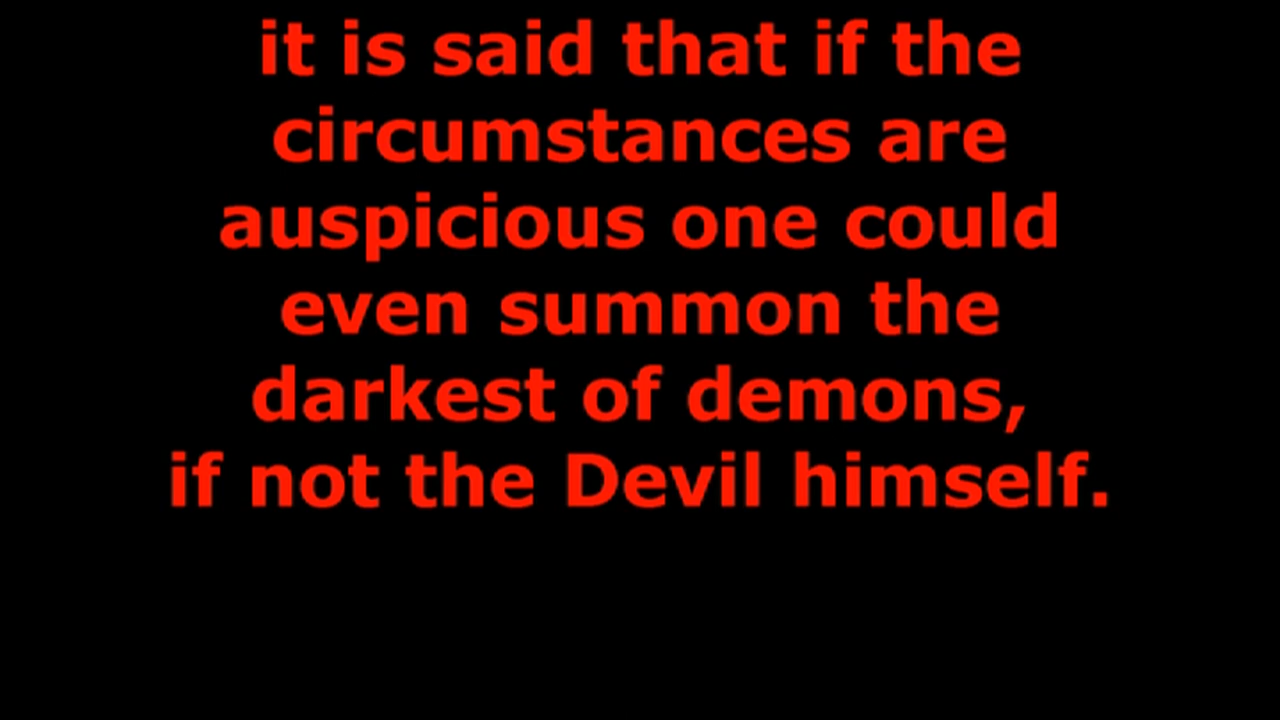 it is said that if the
circumstances are
auspicious one could
even summon the
darkest of demons,
if not the Devil himself.